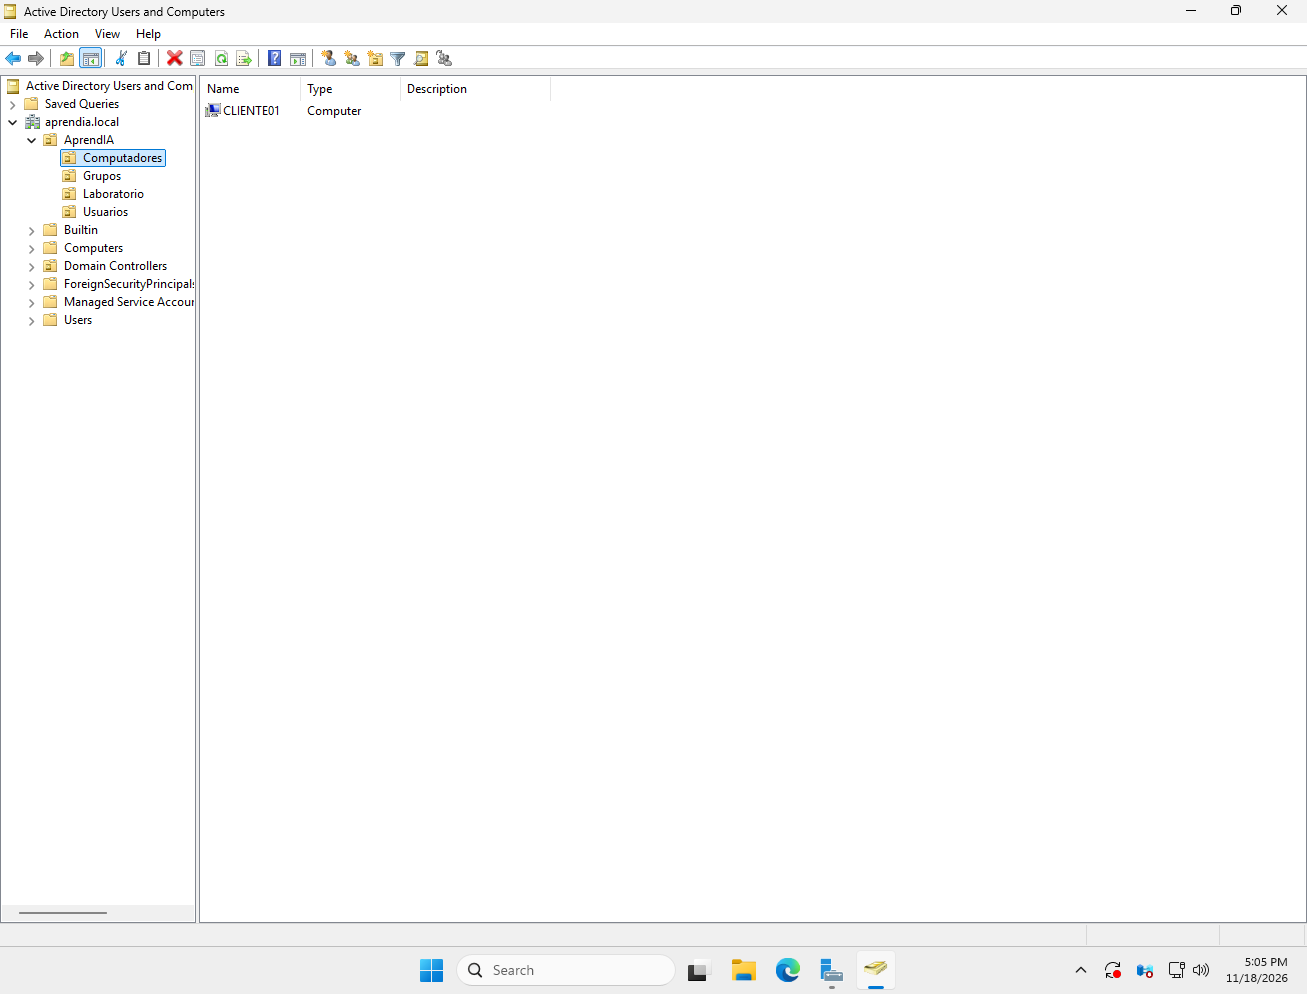 Active Directory Users and Computers
File Action View Help
Active Directory Users and Com
Saved Queries
aprendia.local
AprendIA
Computadores
Grupos
Laboratorio
Usuarios
Builtin
Computers
Domain Controllers
ForeignSecurityPrincipals
Managed Service Accour
Users
Name Type Description
CLIENTE01 Computer
Search
5:05 PM
11/18/2026